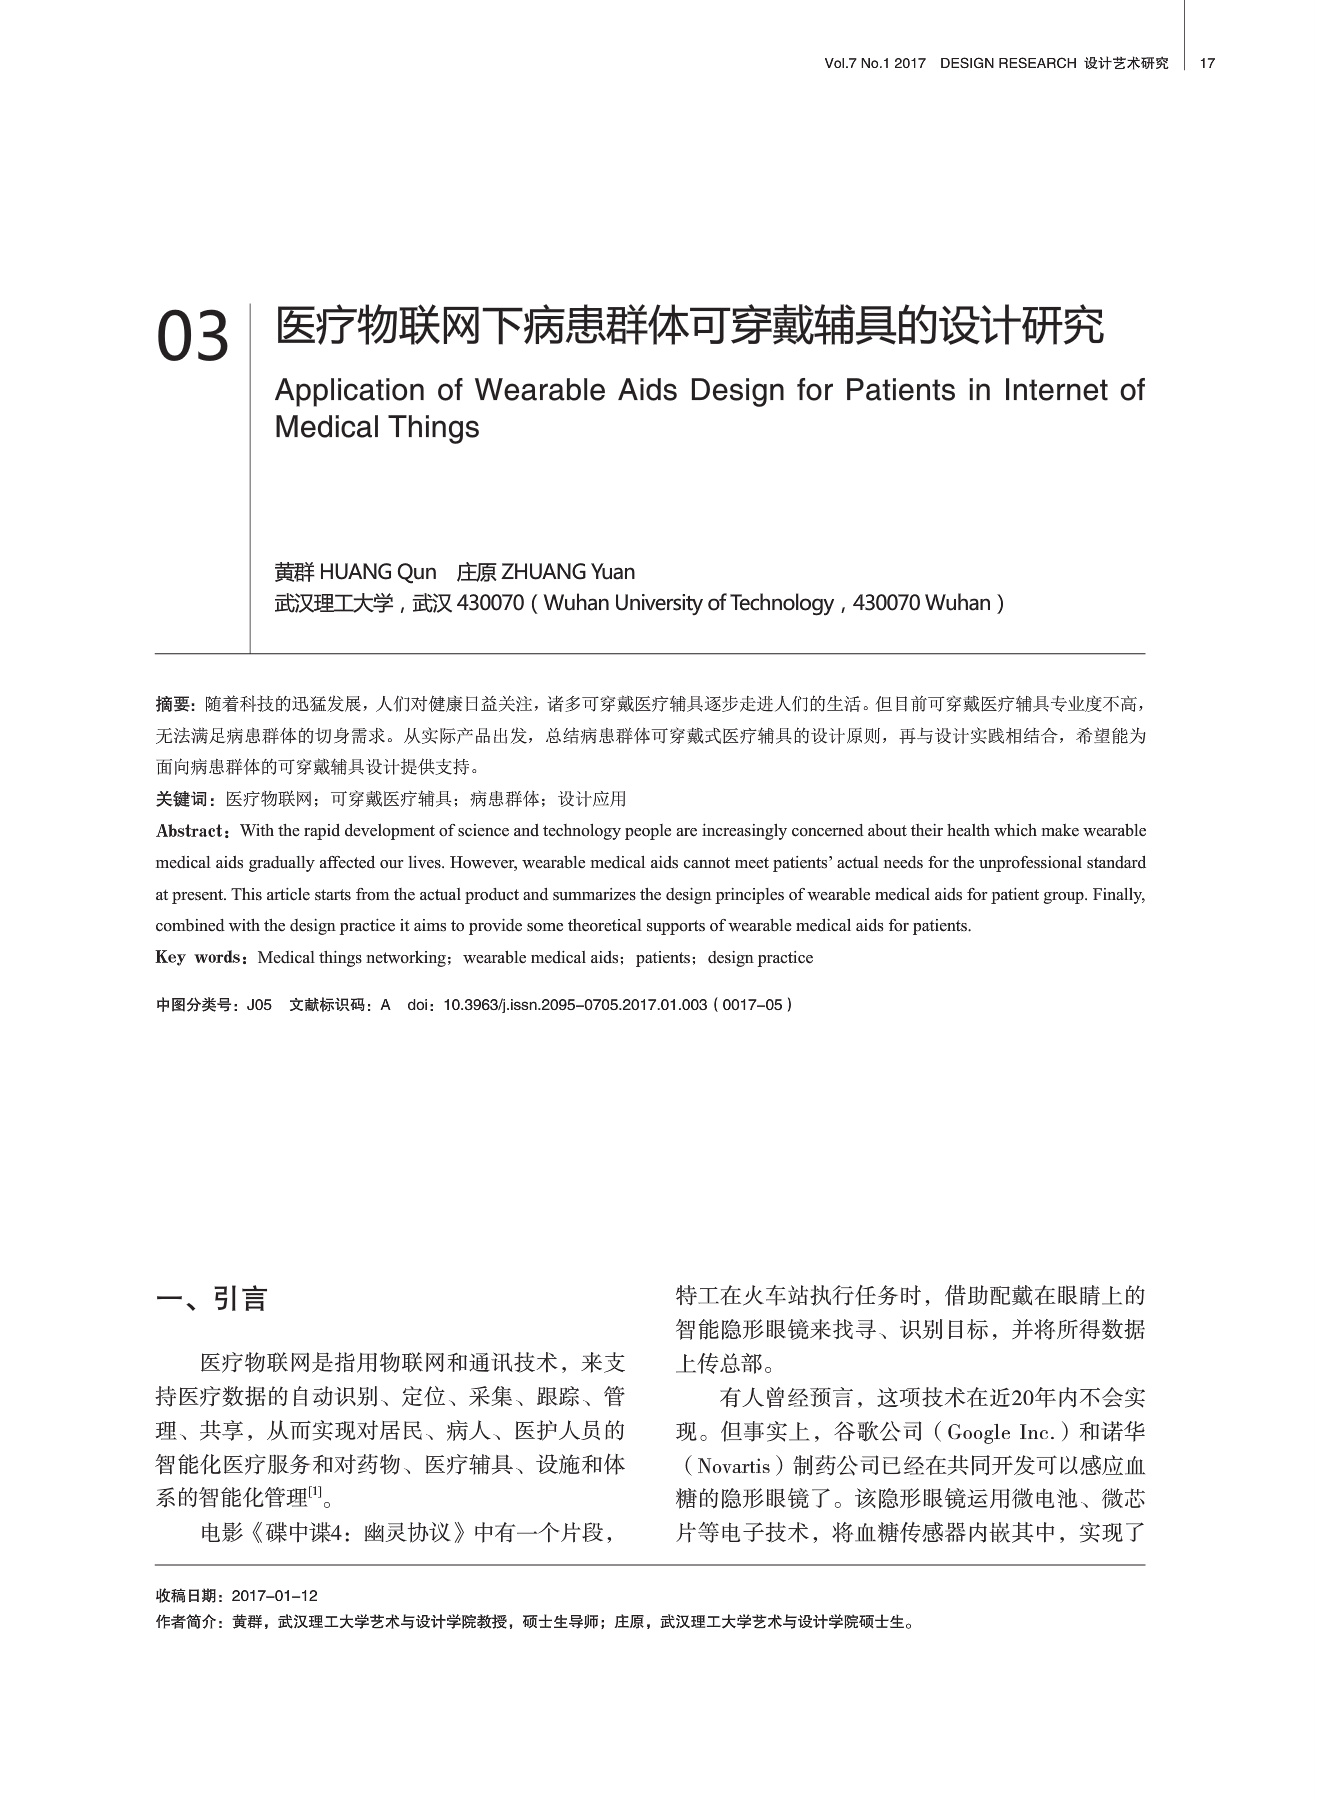 Vol.7 No.1 2017 DESIGN RESEARCH 设计艺术研究 17
03
医疗物联网下病患群体可穿戴辅具的设计研究
Application of Wearable Aids Design for Patients in Internet of
Medical Things
黄群 HUANG Qun 庄原 ZHUANG Yuan
武汉理工大学，武汉 430070（Wuhan University of Technology，430070 Wuhan）
摘要：随着科技的迅猛发展，人们对健康日益关注，诸多可穿戴医疗辅具逐步走进人们的生活。但目前可穿戴医疗辅具专业度不高，
无法满足病患群体的切身需求。从实际产品出发，总结病患群体可穿戴式医疗辅具的设计原则，再与设计实践相结合，希望能为
面向病患群体的可穿戴辅具设计提供支持。
关键词：医疗物联网；可穿戴医疗辅具；病患群体；设计应用
Abstract：With the rapid development of science and technology people are increasingly concerned about their health which make wearable
medical aids gradually affected our lives. However, wearable medical aids cannot meet patients' actual needs for the unprofessional standard
at present. This article starts from the actual product and summarizes the design principles of wearable medical aids for patient group. Finally,
combined with the design practice it aims to provide some theoretical supports of wearable medical aids for patients.
Key words：Medical things networking；wearable medical aids；patients；design practice
中图分类号：J05 文献标识码：A doi：10.3963/j.issn.2095-0705.2017.01.003（0017-05）
一、引言
医疗物联网是指用物联网和通讯技术，来支
持医疗数据的自动识别、定位、采集、跟踪、管
理、共享，从而实现对居民、病人、医护人员的
智能化医疗服务和对药物、医疗辅具、设施和体
系的智能化管理[1]。
电影《碟中谍4：幽灵协议》中有一个片段，
特工在火车站执行任务时，借助配戴在眼睛上的
智能隐形眼镜来找寻、识别目标，并将所得数据
上传总部。
有人曾经预言，这项技术在近20年内不会实
现。但事实上，谷歌公司（Google Inc.）和诺华
（Novartis）制药公司已经在共同开发可以感应血
糖的隐形眼镜了。该隐形眼镜运用微电池、微芯
片等电子技术，将血糖传感器内嵌其中，实现了
收稿日期：2017-01-12
作者简介：黄群，武汉理工大学艺术与设计学院教授，硕士生导师；庄原，武汉理工大学艺术与设计学院硕士生。